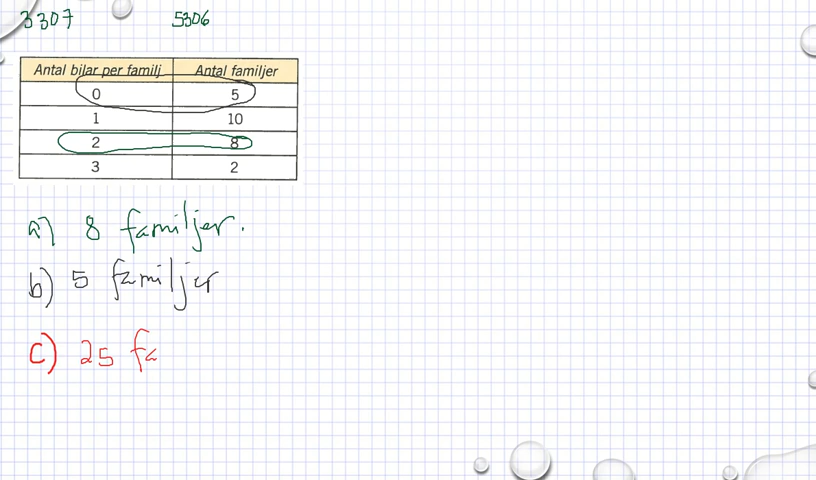 3307 5306
Antal bilar per familj Antal familjer
0 5
1 10
2 8
3 2
a) 8 familjer.
b) 5 familjer
c) 25 fa